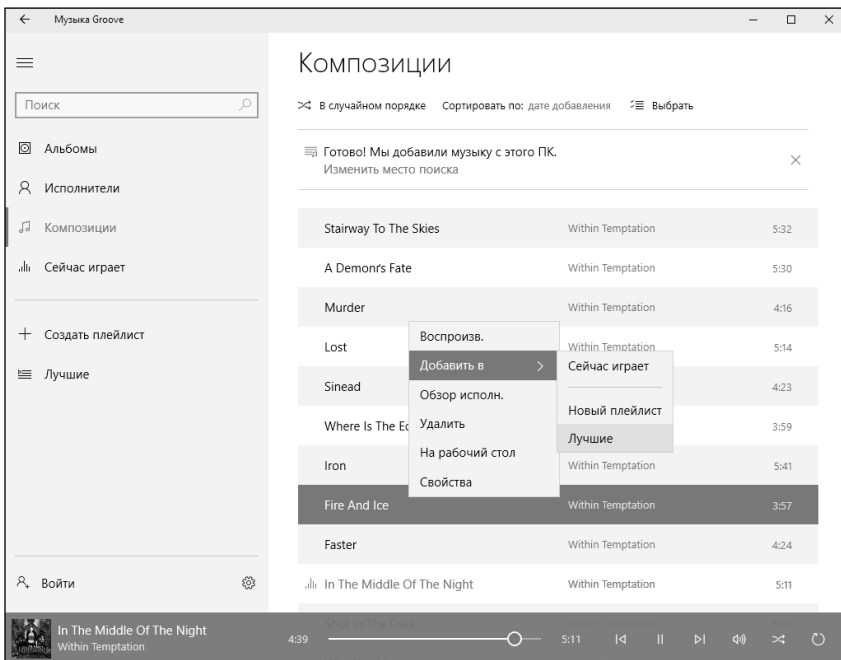 Музыка Groove
Композиции
Поиск
В случайном порядке Сортировать по: дате добавления Выбрать
Альбомы
Готово! Мы добавили музыку с этого ПК.
Изменить место поиска
Исполнители
Композиции
Stairway To The Skies Within Temptation 5:32
Сейчас играет
A Demonrs Fate Within Temptation 5:30
Murder Within Temptation 4:16
Создать плейлист
Воспроизв.
Lost Within Temptation 5:14
Добавить в
Сейчас играет
Лучшие
Sinead 4:23
Обзор исполн.
Новый плейлист
Where Is The 3:59
Удалить
Лучшие
На рабочий стол
Iron Within Temptation 5:41
Свойства
Fire And Ice Within Temptation 3:57
Faster Within Temptation 4:24
Войти
In The Middle Of The Night Within Temptation 5:11
Shot In The Dark
In The Middle Of The Night
Within Temptation
4:39 5:11